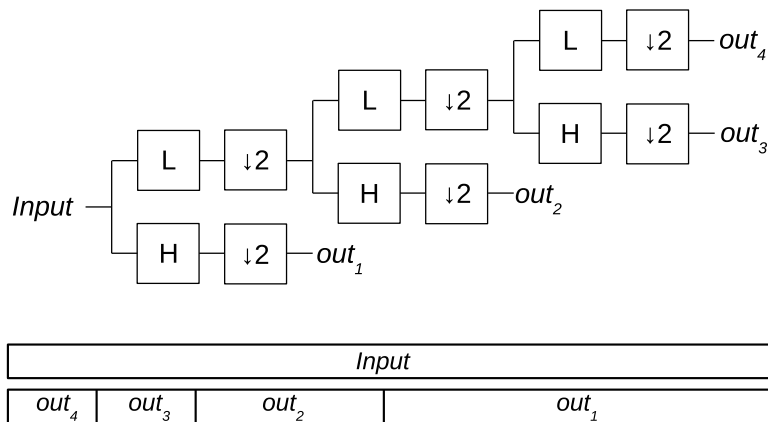 L ↓2 out4
L ↓2
H ↓2 out3
L ↓2
H ↓2 out2
Input
H ↓2 out1
Input
out4 out3 out2 out1